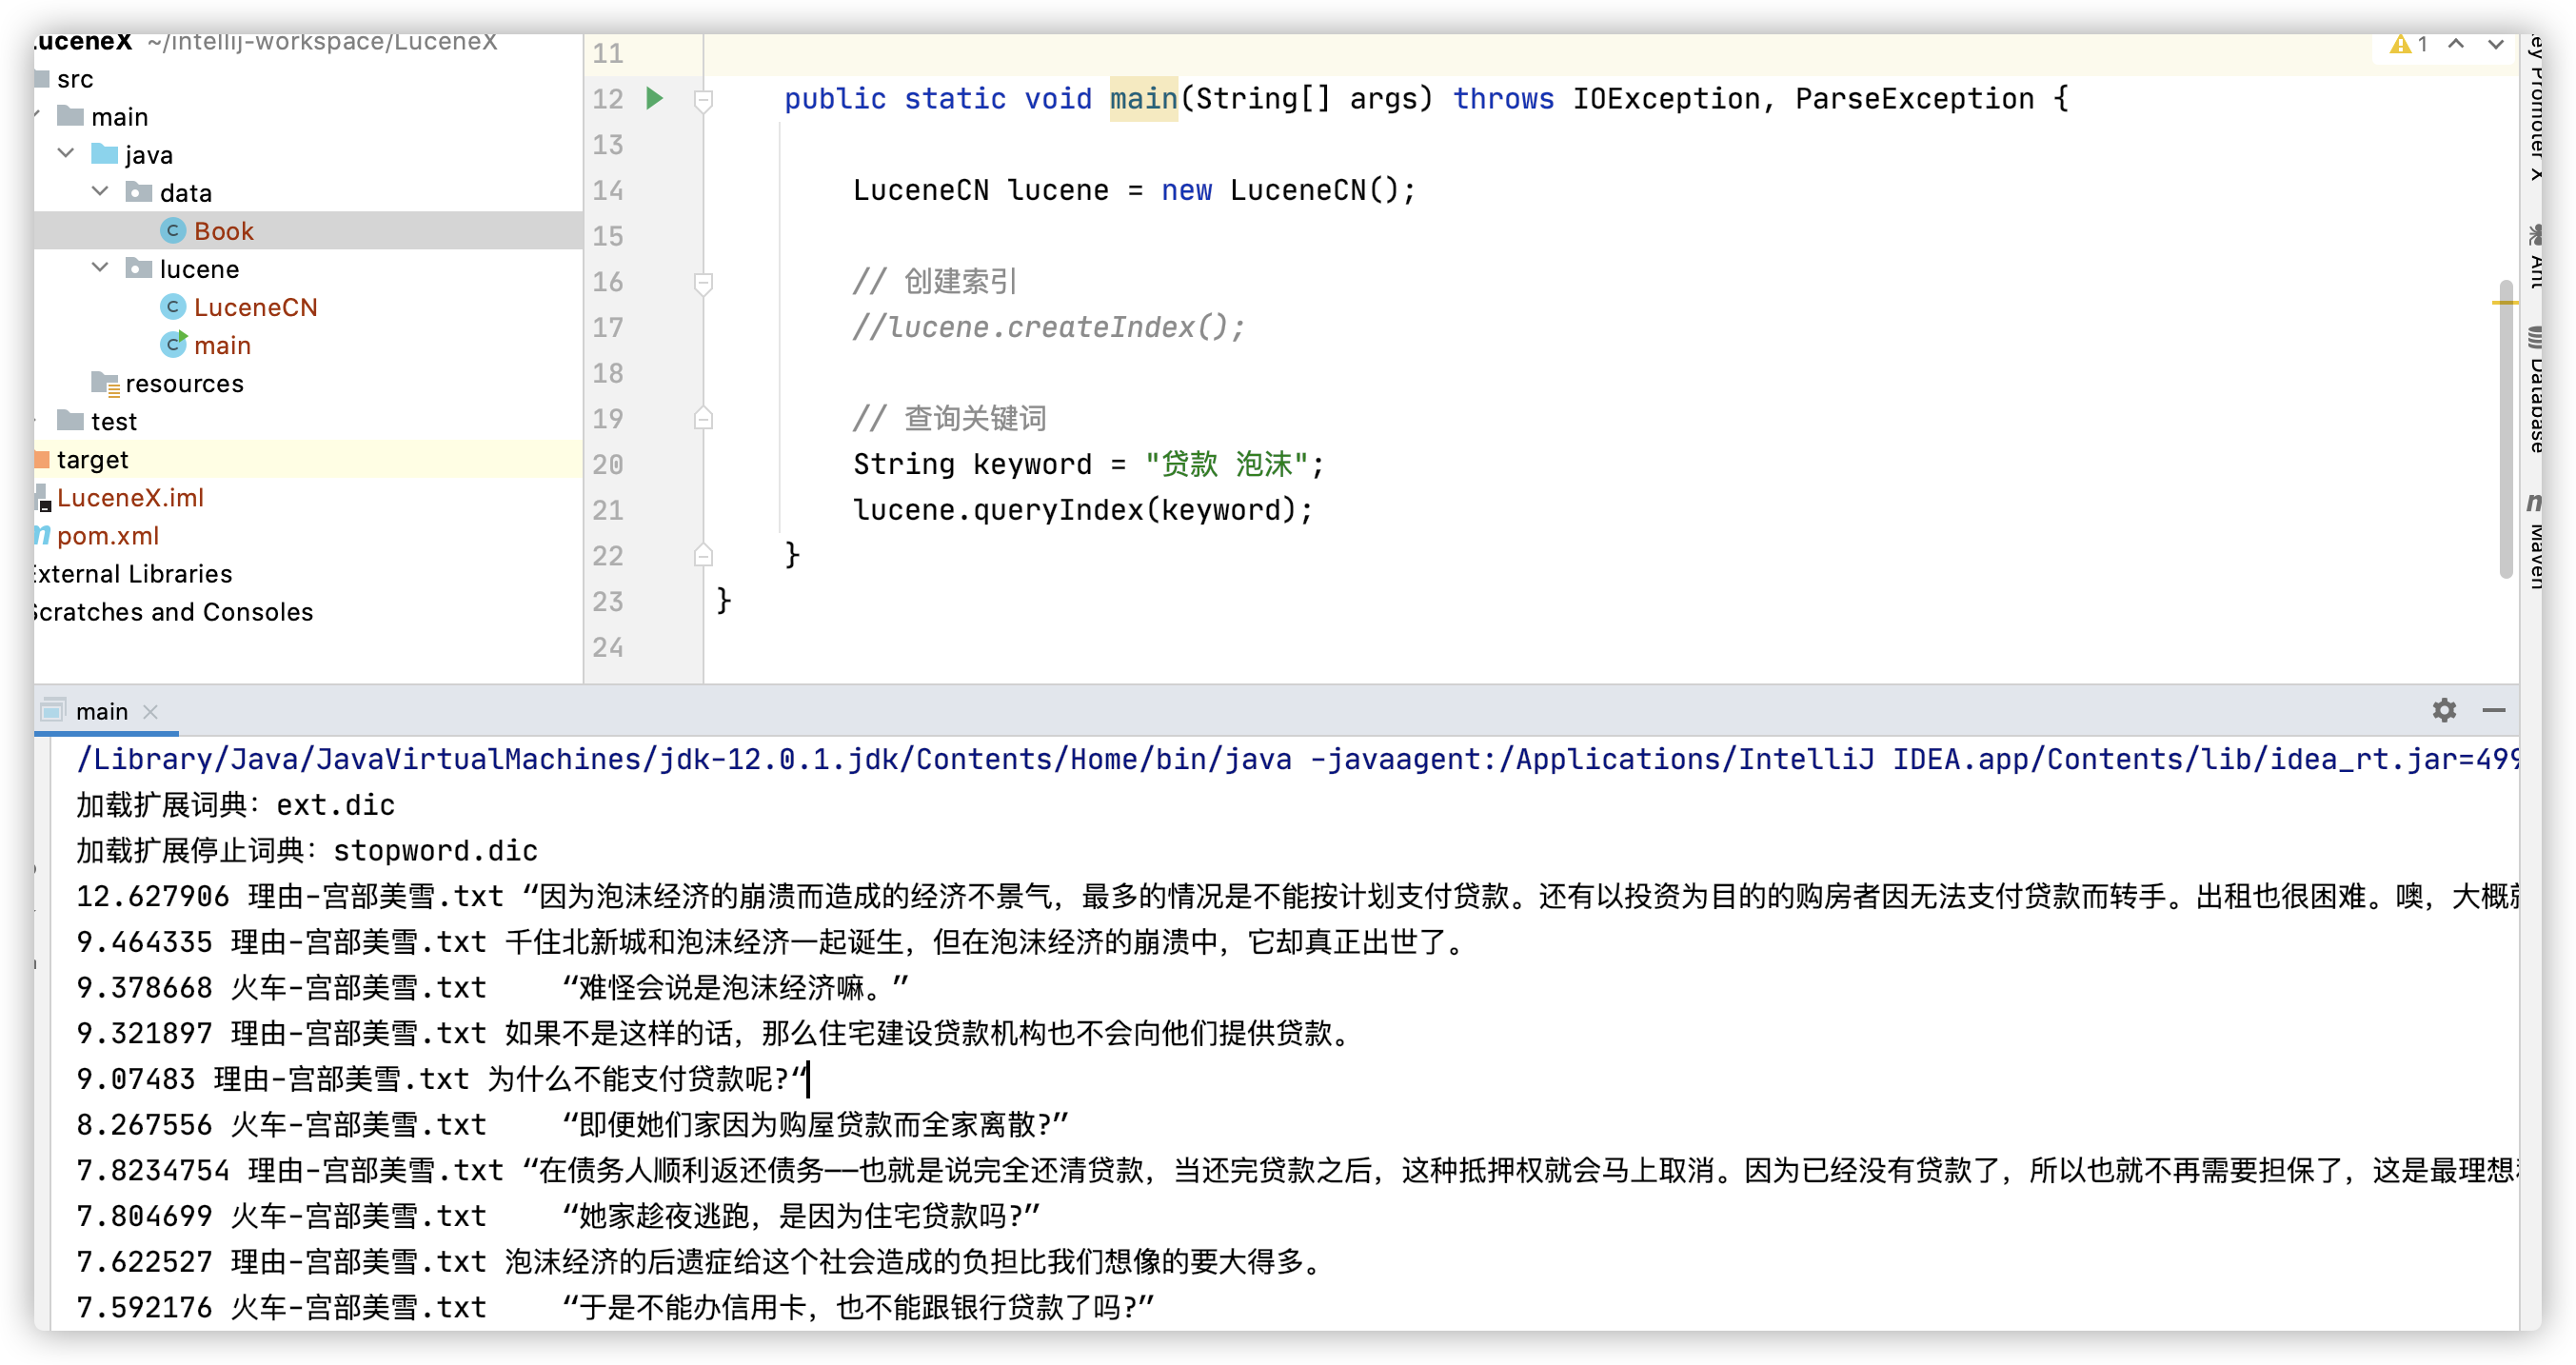 LuceneX ~/intellij-workspace/LuceneX
src
main
java
data
Book
lucene
LuceneCN
main
resources
test
target
LuceneX.iml
pom.xml
External Libraries
Scratches and Consoles
11
12 public static void main(String[] args) throws IOException, ParseException {
13
14 LuceneCN lucene = new LuceneCN();
15
16 // 创建索引
17 //lucene.createIndex();
18
19 // 查询关键词
20 String keyword = "贷款 泡沫";
21 lucene.queryIndex(keyword);
22 }
23 }
24
1
Key Promoter X
Ant
Database
Maven
main
/Library/Java/JavaVirtualMachines/jdk-12.0.1.jdk/Contents/Home/bin/java -javaagent:/Applications/IntelliJ IDEA.app/Contents/lib/idea_rt.jar=499
加载扩展词典：ext.dic
加载扩展停止词典：stopword.dic
12.627906 理由-宫部美雪.txt “因为泡沫经济的崩溃而造成的经济不景气，最多的情况是不能按计划支付贷款。还有以投资为目的的购房者因无法支付贷款而转手。出租也很困难。噢，大概就
9.464335 理由-宫部美雪.txt 千住北新城和泡沫经济一起诞生，但在泡沫经济的崩溃中，它却真正出世了。
9.378668 火车-宫部美雪.txt “难怪会说是泡沫经济嘛。”
9.321897 理由-宫部美雪.txt 如果不是这样的话，那么住宅建设贷款机构也不会向他们提供贷款。
9.07483 理由-宫部美雪.txt 为什么不能支付贷款呢?“
8.267556 火车-宫部美雪.txt “即便她们家因为购屋贷款而全家离散?”
7.8234754 理由-宫部美雪.txt “在债务人顺利返还债务——也就是说完全还清贷款，当还完贷款之后，这种抵押权就会马上取消。因为已经没有贷款了，所以也就不再需要担保了，这是最理想
7.804699 火车-宫部美雪.txt “她家趁夜逃跑，是因为住宅贷款吗?”
7.622527 理由-宫部美雪.txt 泡沫经济的后遗症给这个社会造成的负担比我们想像的要大得多。
7.592176 火车-宫部美雪.txt “于是不能办信用卡，也不能跟银行贷款了吗?”